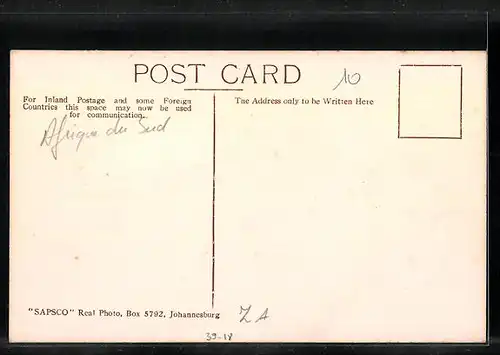 POST CARD
10
For Inland Postage and some Foreign
Countries this space may now be used
for communication.
The Address only to be Written Here
Afrique du Sud
"SAPSCO" Real Photo, Box 5792, Johannesburg
ZA
39-18